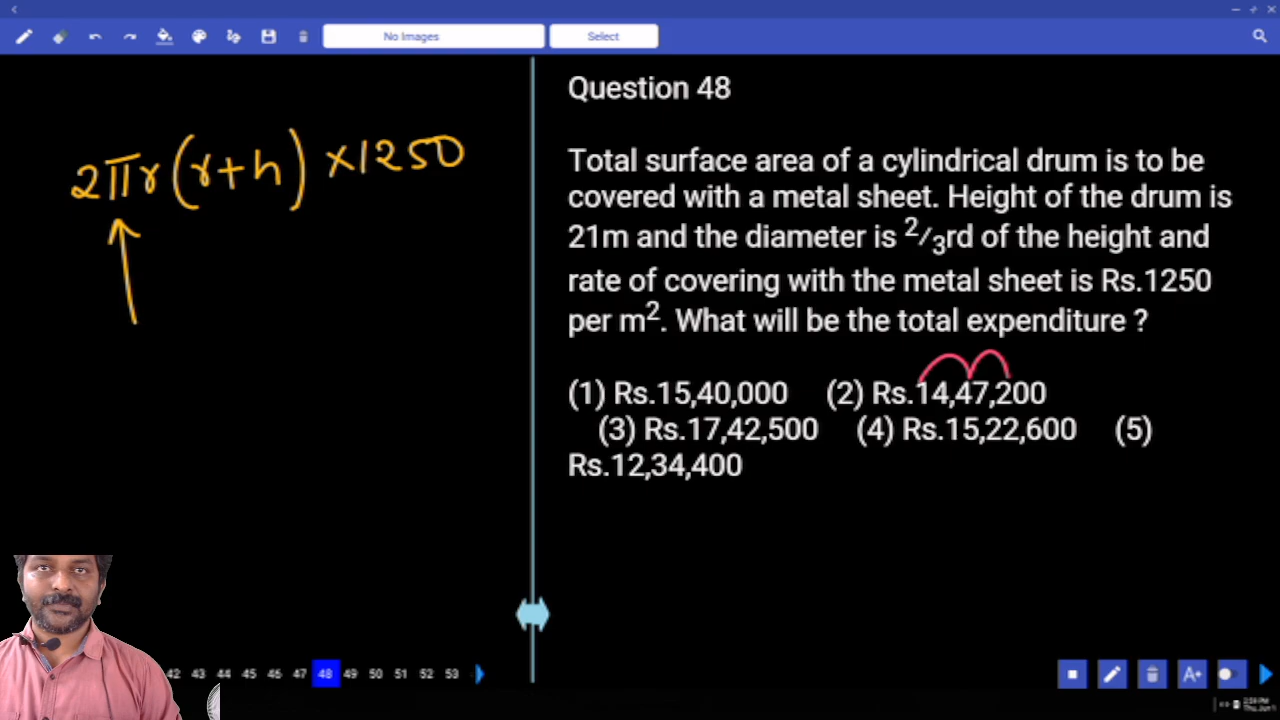 No Images
Select
2πr(r+h) ×1250
Question 48
Total surface area of a cylindrical drum is to be
covered with a metal sheet. Height of the drum is
21m and the diameter is 2/3rd of the height and
rate of covering with the metal sheet is Rs.1250
per m². What will be the total expenditure ?
(1) Rs.15,40,000 (2) Rs.14,47,200
(3) Rs.17,42,500 (4) Rs.15,22,600 (5)
Rs.12,34,400
42 43 44 45 46 47 48 49 50 51 52 53
A+